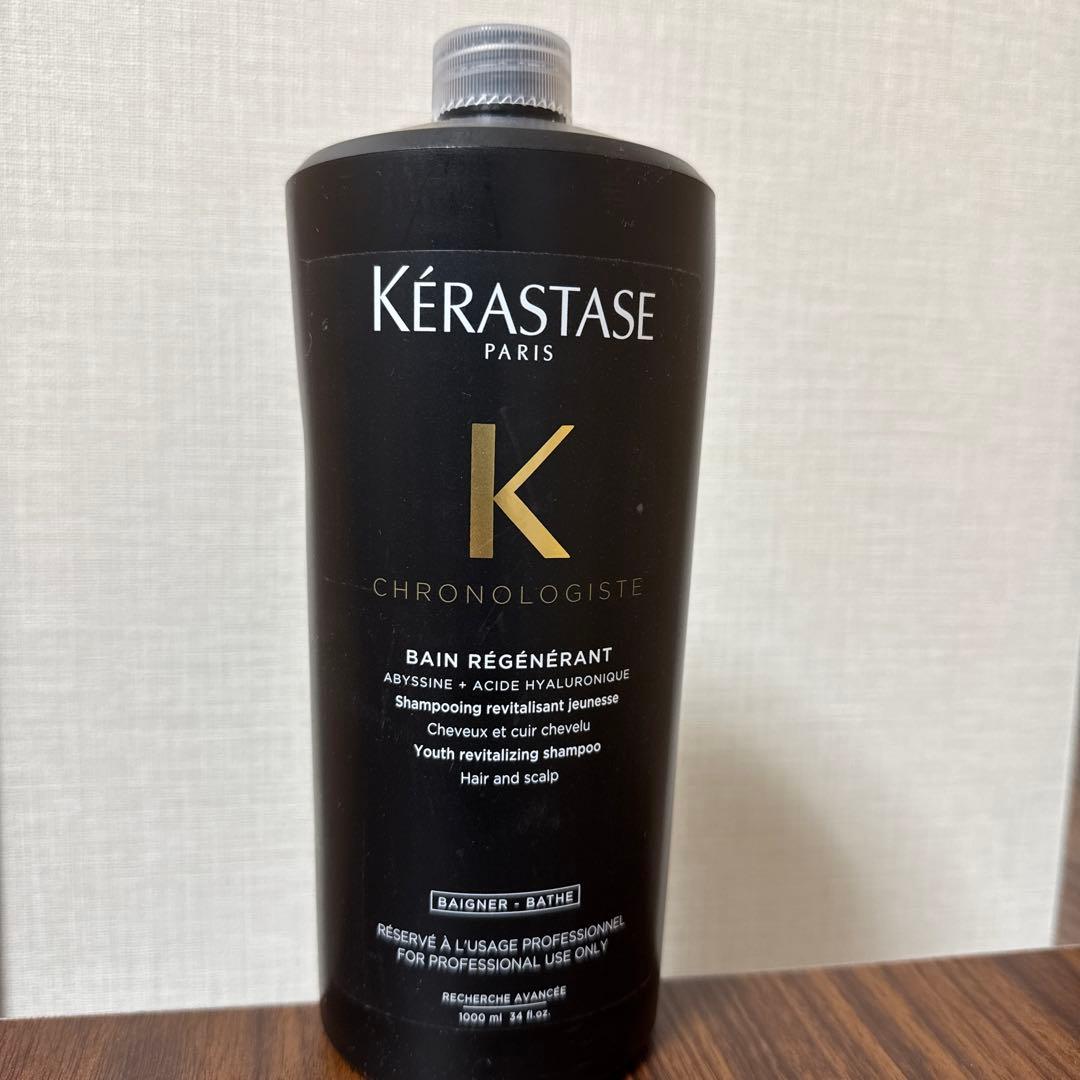 KÉRASTASE
PARIS
K
CHRONOLOGISTE
BAIN RÉGÉNÉRANT
ABYSSINE + ACIDE HYALURONIQUE
Shampooing revitalisant jeunesse
Cheveux et cuir chevelu
Youth revitalizing shampoo
Hair and scalp
BAIGNER - BATHE
RÉSERVÉ À L'USAGE PROFESSIONNEL
FOR PROFESSIONAL USE ONLY
RECHERCHE AVANCÉE
1000 ml 34 fl.oz.